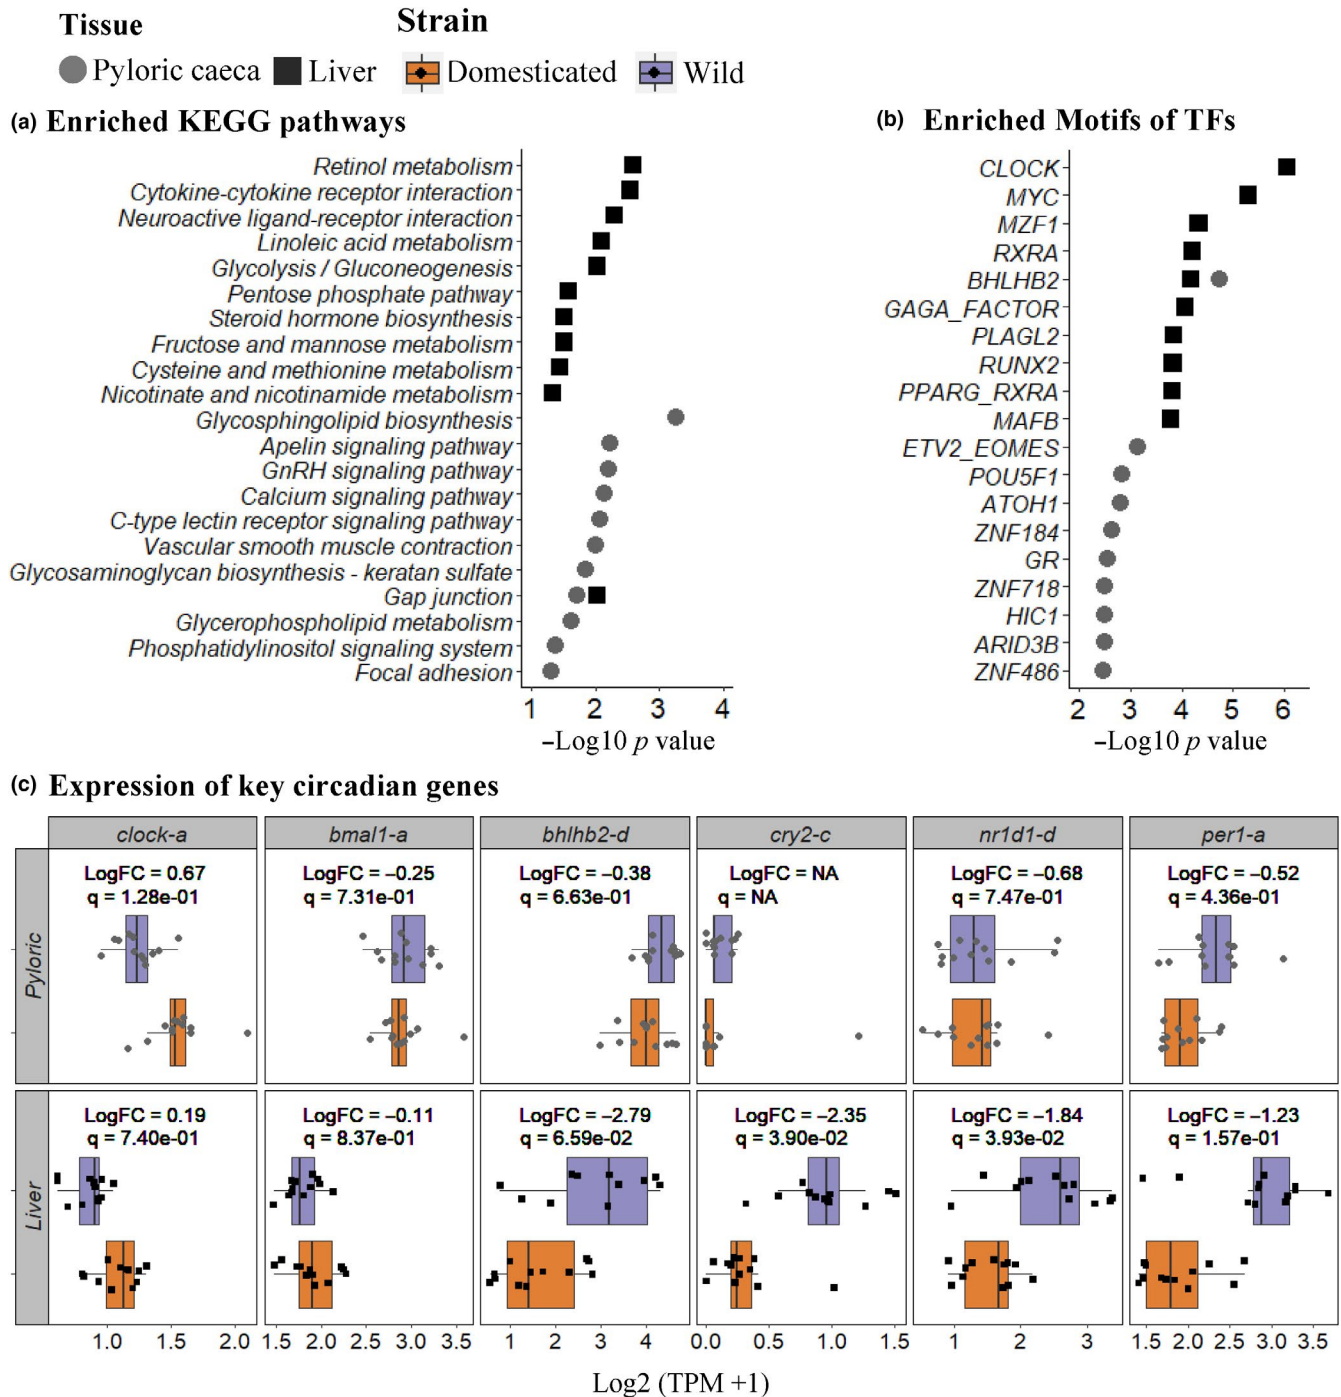 Tissue Strain
Pyloric caeca Liver Domesticated Wild
(a) Enriched KEGG pathways
Retinol metabolism
Cytokine-cytokine receptor interaction
Neuroactive ligand-receptor interaction
Linoleic acid metabolism
Glycolysis / Gluconeogenesis
Pentose phosphate pathway
Steroid hormone biosynthesis
Fructose and mannose metabolism
Cysteine and methionine metabolism
Nicotinate and nicotinamide metabolism
Glycosphingolipid biosynthesis
Apelin signaling pathway
GnRH signaling pathway
Calcium signaling pathway
C-type lectin receptor signaling pathway
Vascular smooth muscle contraction
Glycosaminoglycan biosynthesis - keratan sulfate
Gap junction
Glycerophospholipid metabolism
Phosphatidylinositol signaling system
Focal adhesion
1 2 3 4
−Log10 p value
(b) Enriched Motifs of TFs
CLOCK
MYC
MZF1
RXRA
BHLHB2
GAGA_FACTOR
PLAGL2
RUNX2
PPARG_RXRA
MAFB
ETV2_EOMES
POU5F1
ATOH1
ZNF184
GR
ZNF718
HIC1
ARID3B
ZNF486
2 3 4 5 6
−Log10 p value
(c) Expression of key circadian genes
clock-a bmal1-a bhlhb2-d cry2-c nr1d1-d per1-a
Pyloric
LogFC = 0.67 LogFC = −0.25 LogFC = −0.38 LogFC = NA LogFC = −0.68 LogFC = −0.52
q = 1.28e-01 q = 7.31e-01 q = 6.63e-01 q = NA q = 7.47e-01 q = 4.36e-01
Liver
LogFC = 0.19 LogFC = −0.11 LogFC = −2.79 LogFC = −2.35 LogFC = −1.84 LogFC = −1.23
q = 7.40e-01 q = 8.37e-01 q = 6.59e-02 q = 3.90e-02 q = 3.93e-02 q = 1.57e-01
1.0 1.5 2.0 1.5 2.0 2.5 3.0 3.5 1 2 3 4 0.0 0.5 1.0 1.5 1 2 3 1.5 2.0 2.5 3.0 3.5
Log2 (TPM +1)